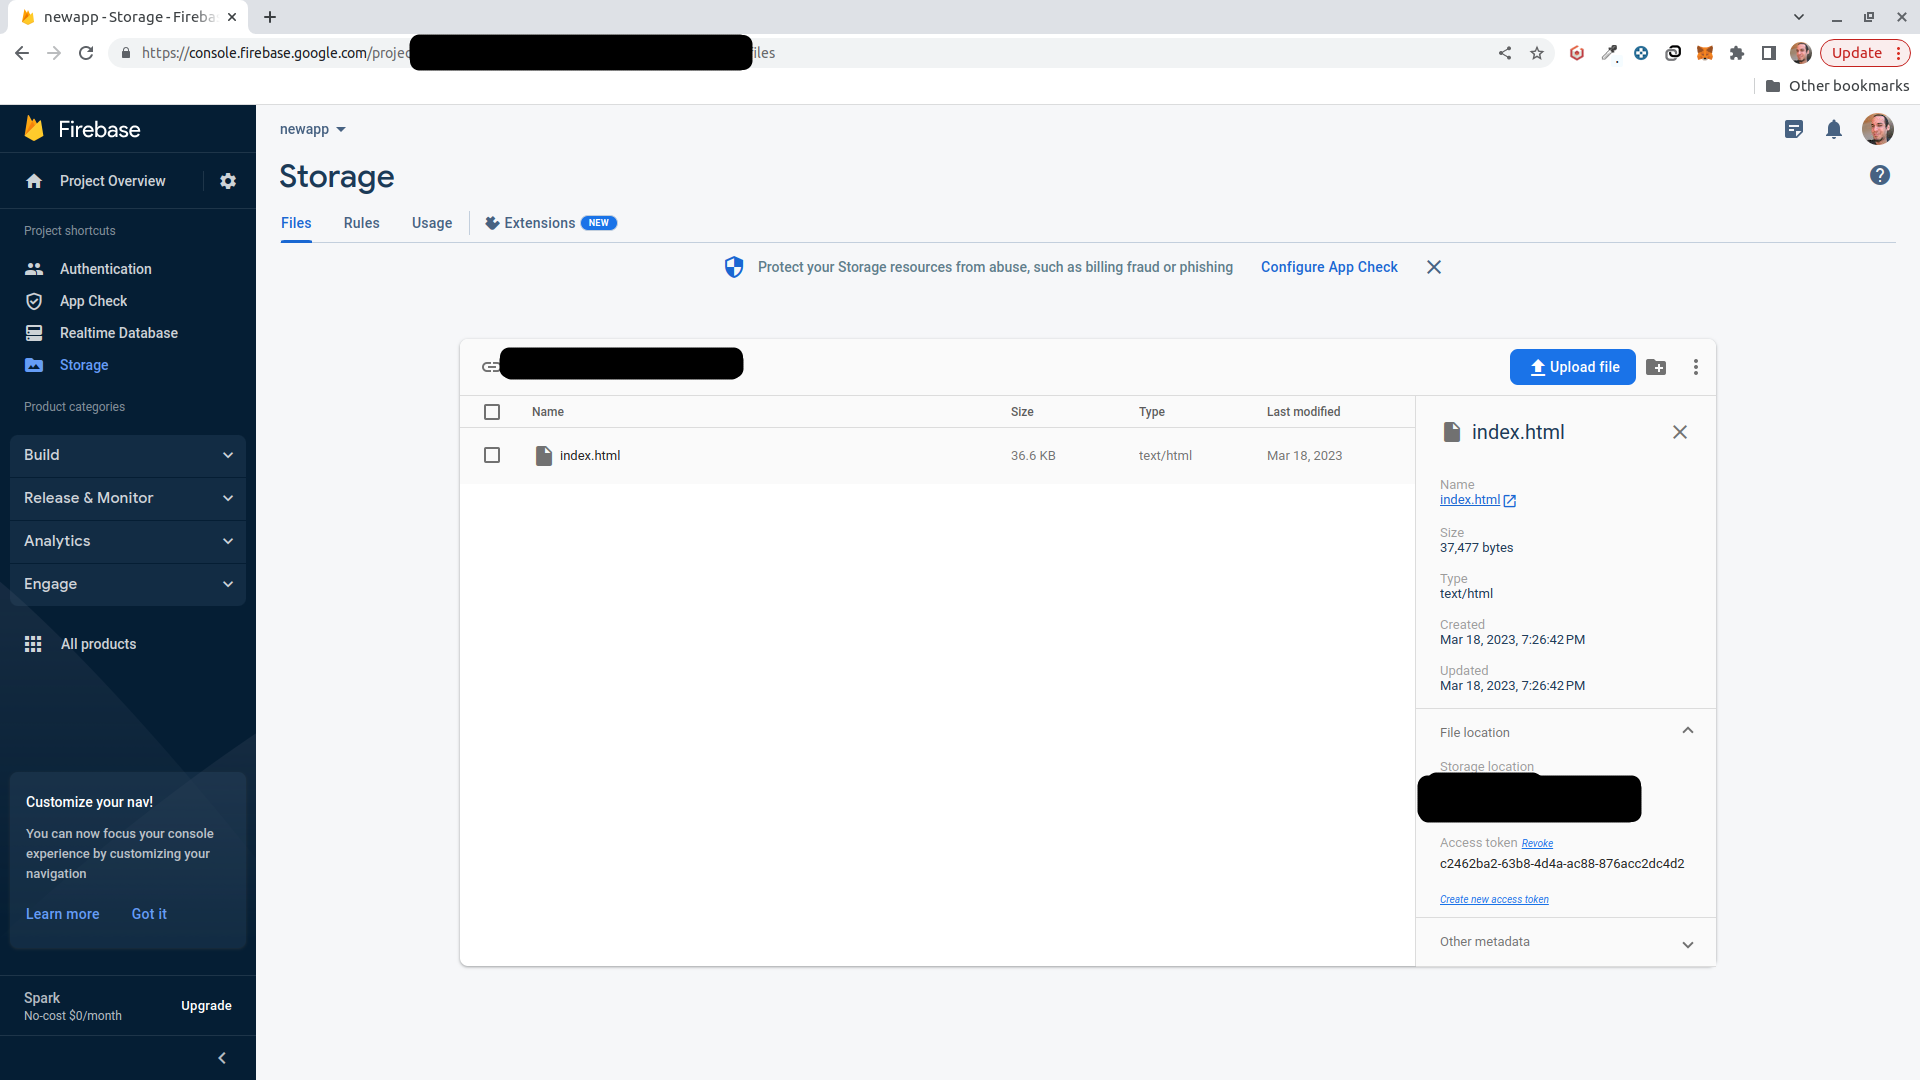 newapp - Storage - Fireba
https://console.firebase.google.com/projec
iles
Update
Other bookmarks
Firebase
newapp
Project Overview
Storage
Files
Rules
Usage
Extensions
NEW
Project shortcuts
Authentication
App Check
Realtime Database
Storage
Product categories
Build
Release & Monitor
Analytics
Engage
All products
Customize your nav!
You can now focus your console
experience by customizing your
navigation
Learn more
Got it
Spark
No-cost $0/month
Upgrade
Protect your Storage resources from abuse, such as billing fraud or phishing
Configure App Check
Upload file
Name
Size
Type
Last modified
index.html
36.6 KB
text/html
Mar 18, 2023
index.html
Name
index.html
Size
37,477 bytes
Type
text/html
Created
Mar 18, 2023, 7:26:42 PM
Updated
Mar 18, 2023, 7:26:42 PM
File location
Storage location
Access token Revoke
c2462ba2-63b8-4d4a-ac88-876acc2dc4d2
Create new access token
Other metadata